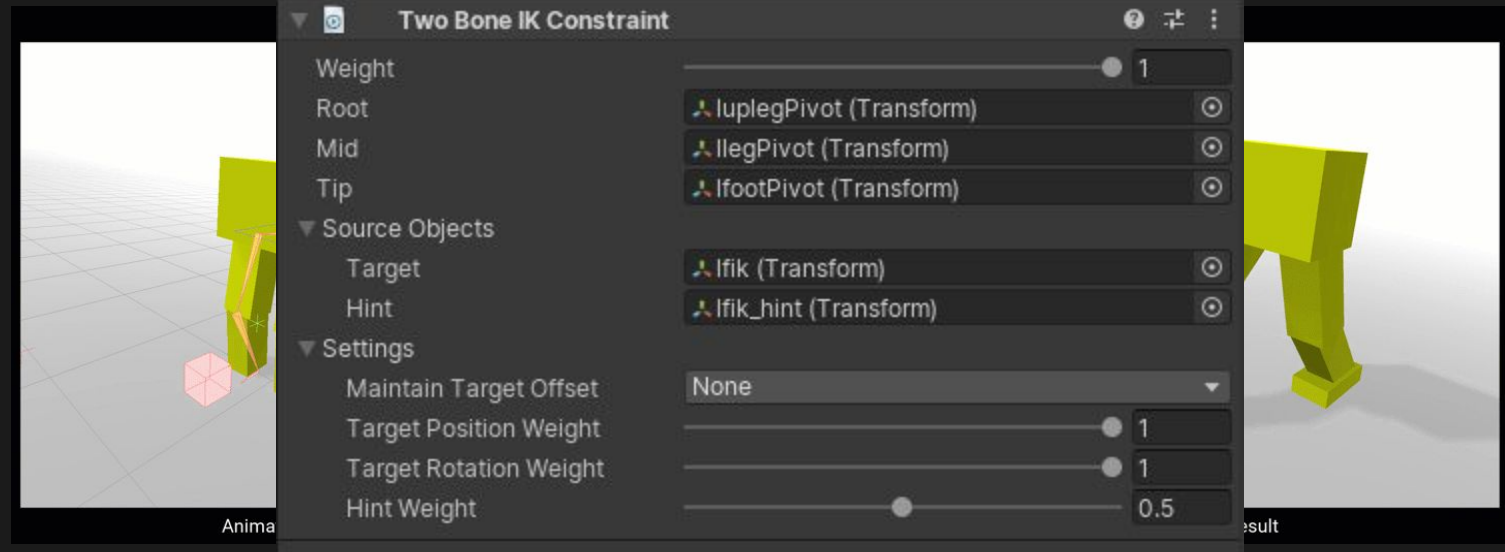 Two Bone IK Constraint
Weight 1
Root luplegPivot (Transform)
Mid llegPivot (Transform)
Tip lfootPivot (Transform)
Source Objects
Target lfik (Transform)
Hint lfik_hint (Transform)
Settings
Maintain Target Offset None
Target Position Weight 1
Target Rotation Weight 1
Hint Weight 0.5